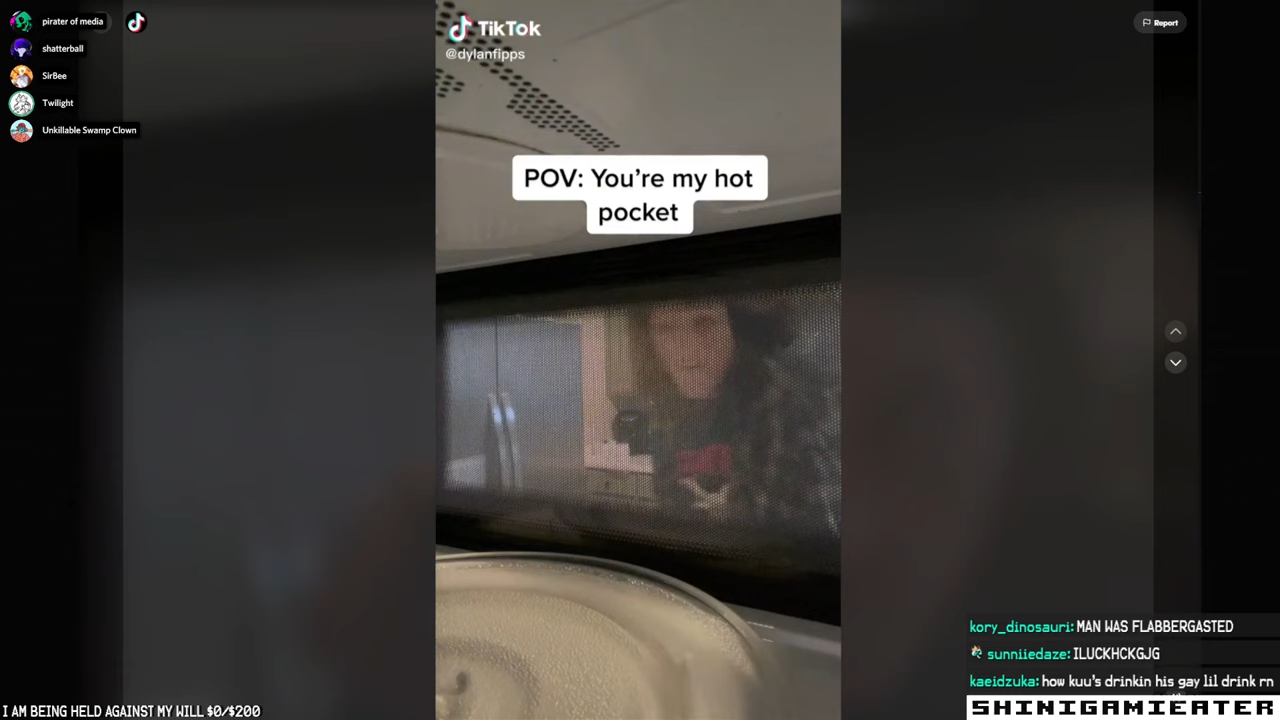 pirater of media
shatterball
SirBee
Twilight
Unkillable Swamp Clown
TikTok
@dylanfipps
Report
POV: You're my hot
pocket
kory_dinosauri: MAN WAS FLABBERGASTED
sunniiedaze: ILUCKHCKGJG
kaeidzuka: how kuu's drinkin his gay lil drink rn
I AM BEING HELD AGAINST MY WILL $0/$200
SHINIGAMIEATER